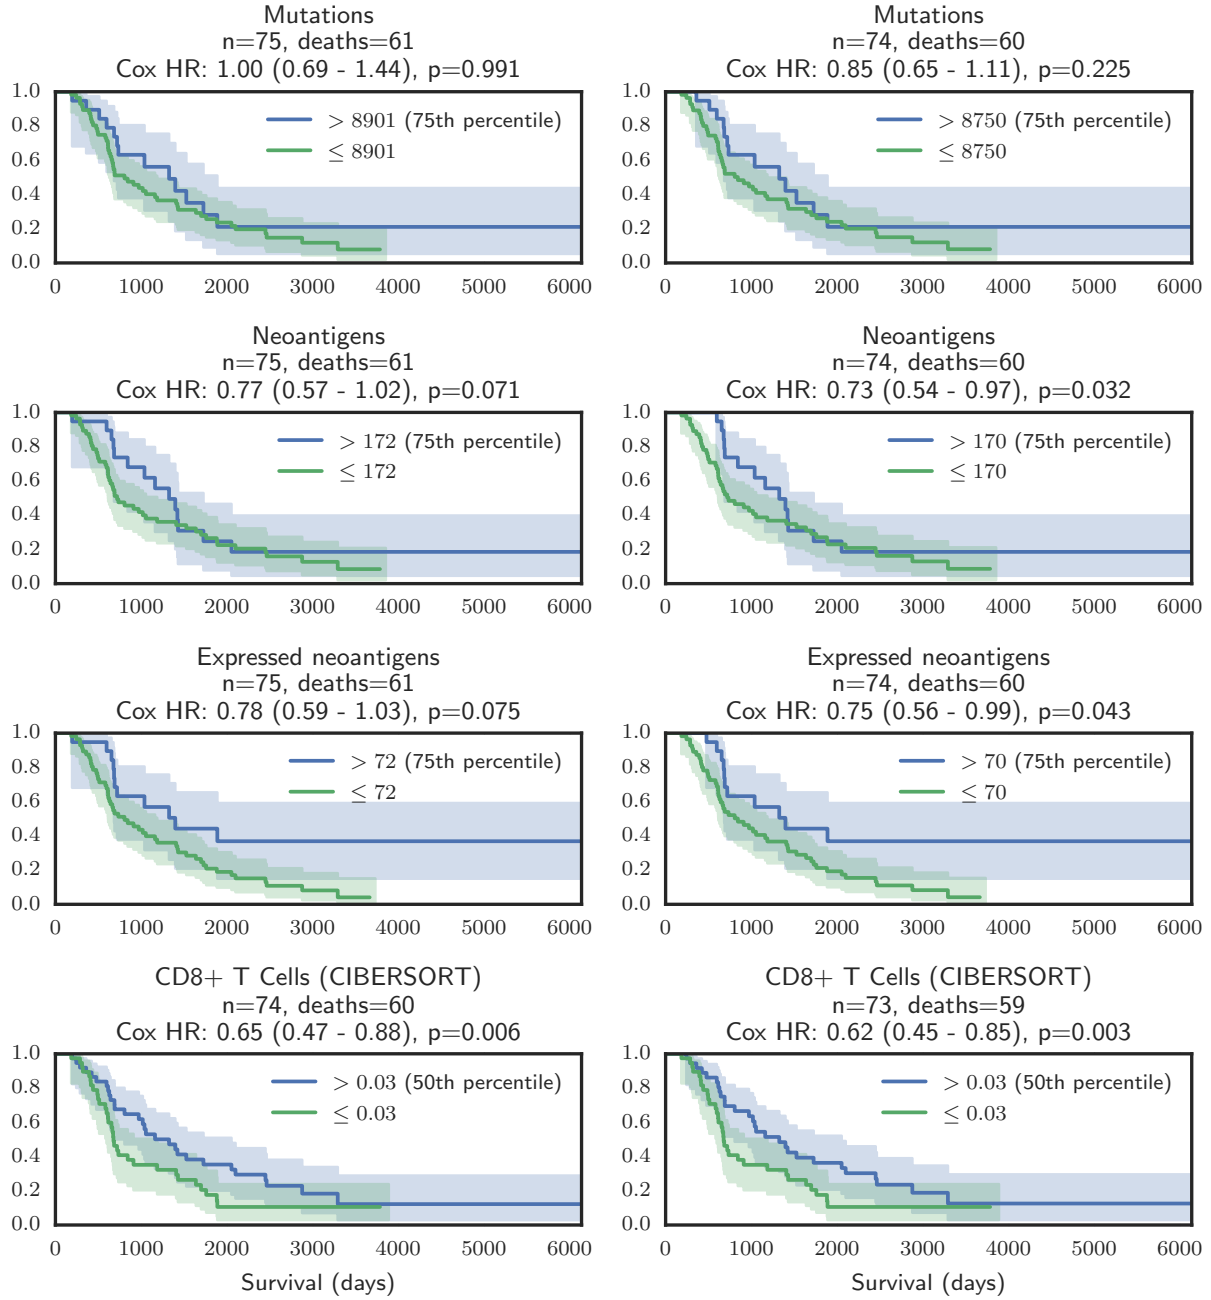 Mutations
n=75, deaths=61
Cox HR: 1.00 (0.69 - 1.44), p=0.991
1.0
0.8
0.6
0.4
0.2
0.0
> 8901 (75th percentile)
≤ 8901
0 1000 2000 3000 4000 5000 6000
Mutations
n=74, deaths=60
Cox HR: 0.85 (0.65 - 1.11), p=0.225
1.0
0.8
0.6
0.4
0.2
0.0
> 8750 (75th percentile)
≤ 8750
0 1000 2000 3000 4000 5000 6000
Neoantigens
n=75, deaths=61
Cox HR: 0.77 (0.57 - 1.02), p=0.071
1.0
0.8
0.6
0.4
0.2
0.0
> 172 (75th percentile)
≤ 172
0 1000 2000 3000 4000 5000 6000
Neoantigens
n=74, deaths=60
Cox HR: 0.73 (0.54 - 0.97), p=0.032
1.0
0.8
0.6
0.4
0.2
0.0
> 170 (75th percentile)
≤ 170
0 1000 2000 3000 4000 5000 6000
Expressed neoantigens
n=75, deaths=61
Cox HR: 0.78 (0.59 - 1.03), p=0.075
1.0
0.8
0.6
0.4
0.2
0.0
> 72 (75th percentile)
≤ 72
0 1000 2000 3000 4000 5000 6000
Expressed neoantigens
n=74, deaths=60
Cox HR: 0.75 (0.56 - 0.99), p=0.043
1.0
0.8
0.6
0.4
0.2
0.0
> 70 (75th percentile)
≤ 70
0 1000 2000 3000 4000 5000 6000
CD8+ T Cells (CIBERSORT)
n=74, deaths=60
Cox HR: 0.65 (0.47 - 0.88), p=0.006
1.0
0.8
0.6
0.4
0.2
0.0
> 0.03 (50th percentile)
≤ 0.03
0 1000 2000 3000 4000 5000 6000
Survival (days)
CD8+ T Cells (CIBERSORT)
n=73, deaths=59
Cox HR: 0.62 (0.45 - 0.85), p=0.003
1.0
0.8
0.6
0.4
0.2
0.0
> 0.03 (50th percentile)
≤ 0.03
0 1000 2000 3000 4000 5000 6000
Survival (days)